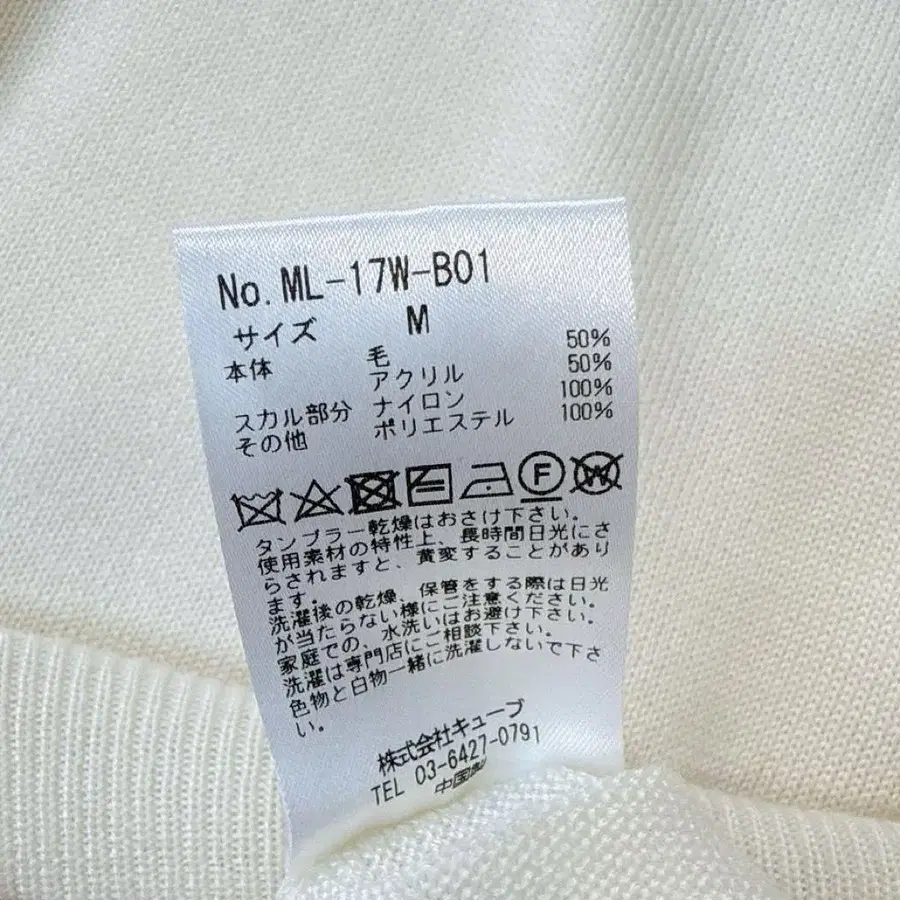 No. ML-17W-B01
サイズ M
本体 毛 50%
アクリル 50%
スカル部分 ナイロン 100%
その他 ポリエステル 100%
F W
タンブラー乾燥はおさけ下さい。
使用素材の特性上、長時間日光にさ
らされますと、黄変することがあり
ます。
洗濯後の乾燥、保管をする際は日光
が当たらない様にご注意ください。
家庭での、水洗いはお避け下さい。
洗濯は専門店にご相談下さい。
色物と白物一緒に洗濯しないで下さ
い。
株式会社キューブ
TEL 03-6427-0791
中国製